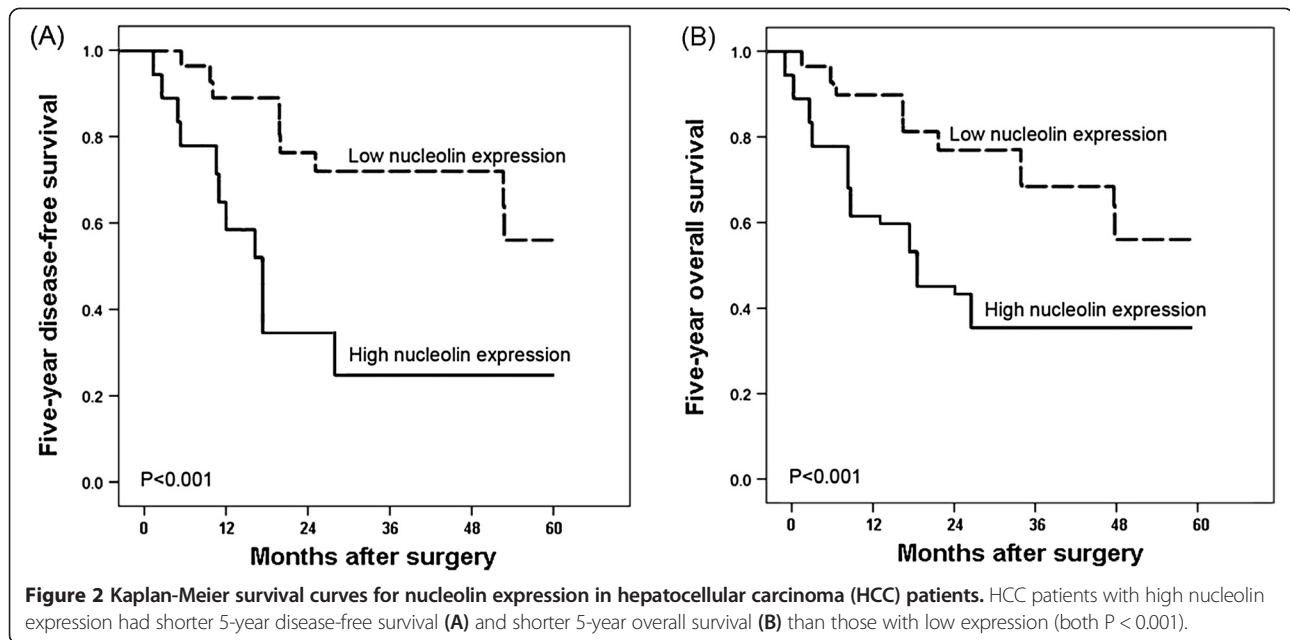 (A)
Five-year disease-free survival
1.0
0.8
0.6
0.4
0.2
0.0
Low nucleolin expression
High nucleolin expression
P<0.001
0 12 24 36 48 60
Months after surgery
(B)
Five-year overall survival
1.0
0.8
0.6
0.4
0.2
0.0
Low nucleolin expression
High nucleolin expression
P<0.001
0 12 24 36 48 60
Months after surgery
Figure 2 Kaplan-Meier survival curves for nucleolin expression in hepatocellular carcinoma (HCC) patients. HCC patients with high nucleolin
expression had shorter 5-year disease-free survival (A) and shorter 5-year overall survival (B) than those with low expression (both P < 0.001).